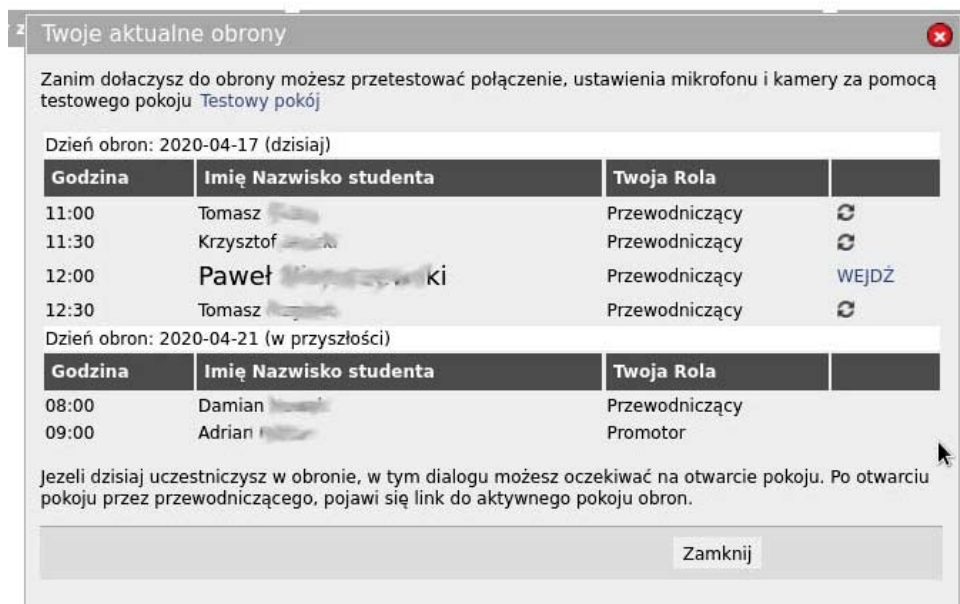 z
Twoje aktualne obrony
Zanim dołaczysz do obrony możesz przetestować połączenie, ustawienia mikrofonu i kamery za pomocą
testowego pokoju Testowy pokój
Dzień obron: 2020-04-17 (dzisiaj)
Godzina Imię Nazwisko studenta Twoja Rola
11:00 Tomasz Przewodniczący
11:30 Krzysztof Przewodniczący
12:00 Paweł ki Przewodniczący WEJDŹ
12:30 Tomasz Przewodniczący
Dzień obron: 2020-04-21 (w przyszłości)
Godzina Imię Nazwisko studenta Twoja Rola
08:00 Damian Przewodniczący
09:00 Adrian Promotor
Jezeli dzisiaj uczestniczysz w obronie, w tym dialogu możesz oczekiwać na otwarcie pokoju. Po otwarciu
pokoju przez przewodniczącego, pojawi się link do aktywnego pokoju obron.
Zamknij